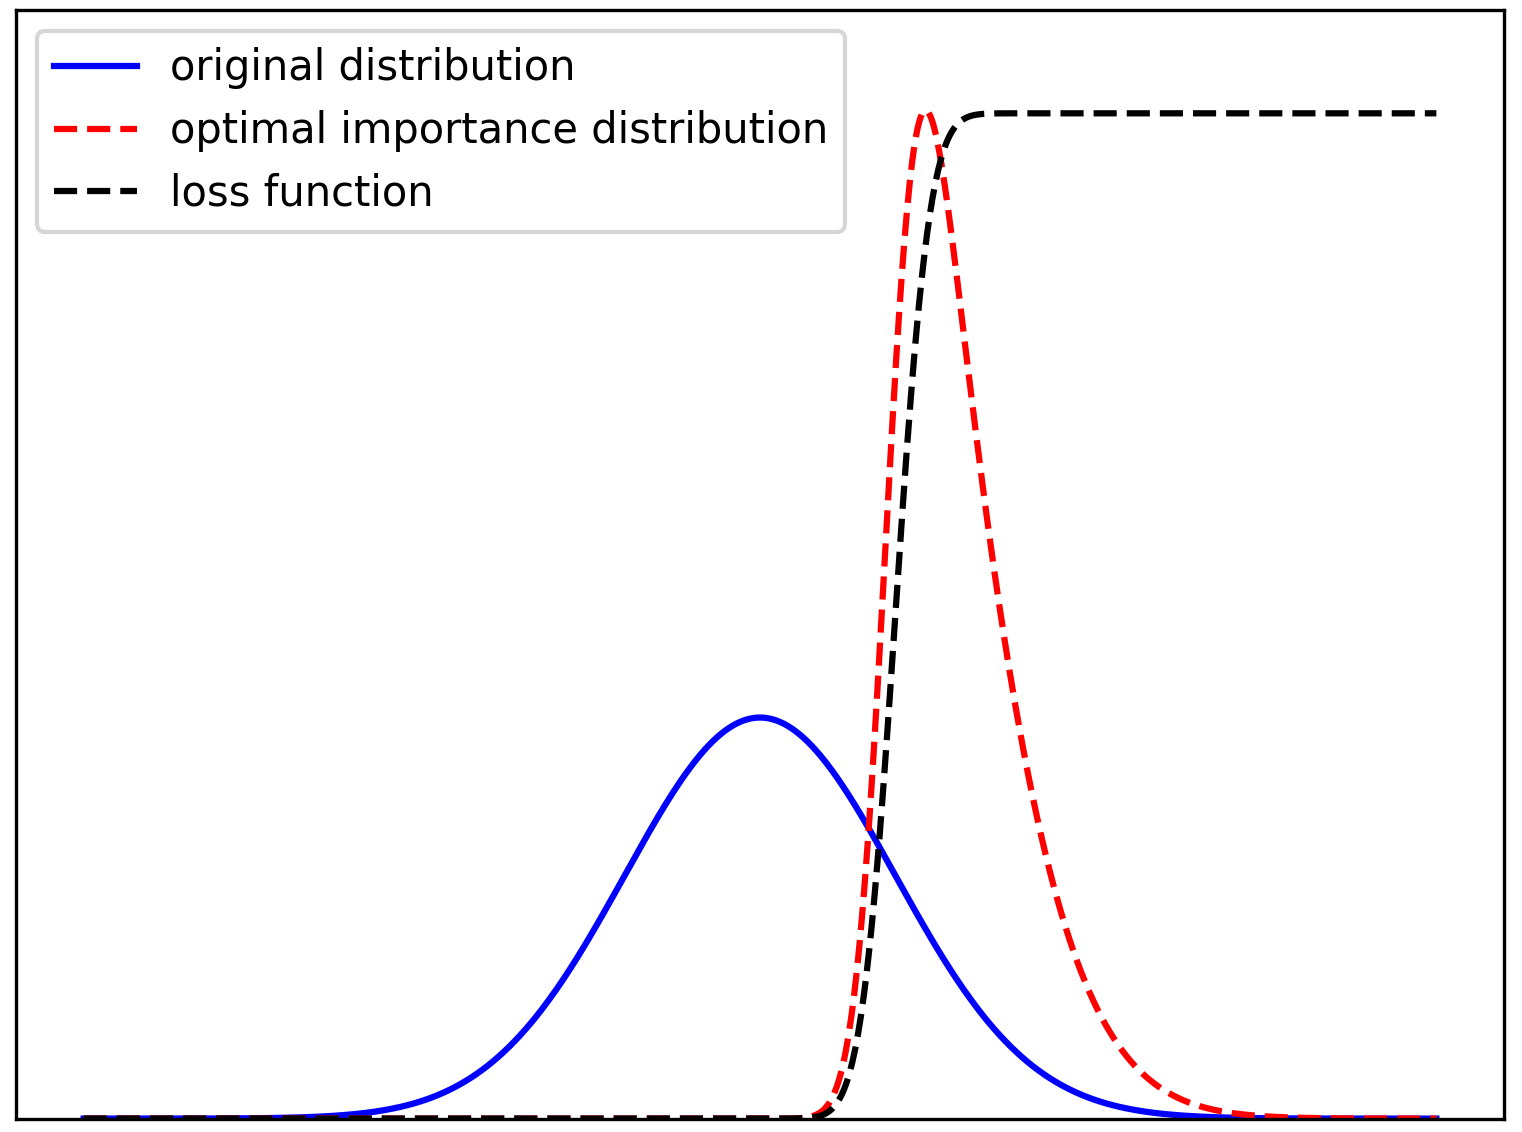 original distribution
optimal importance distribution
loss function